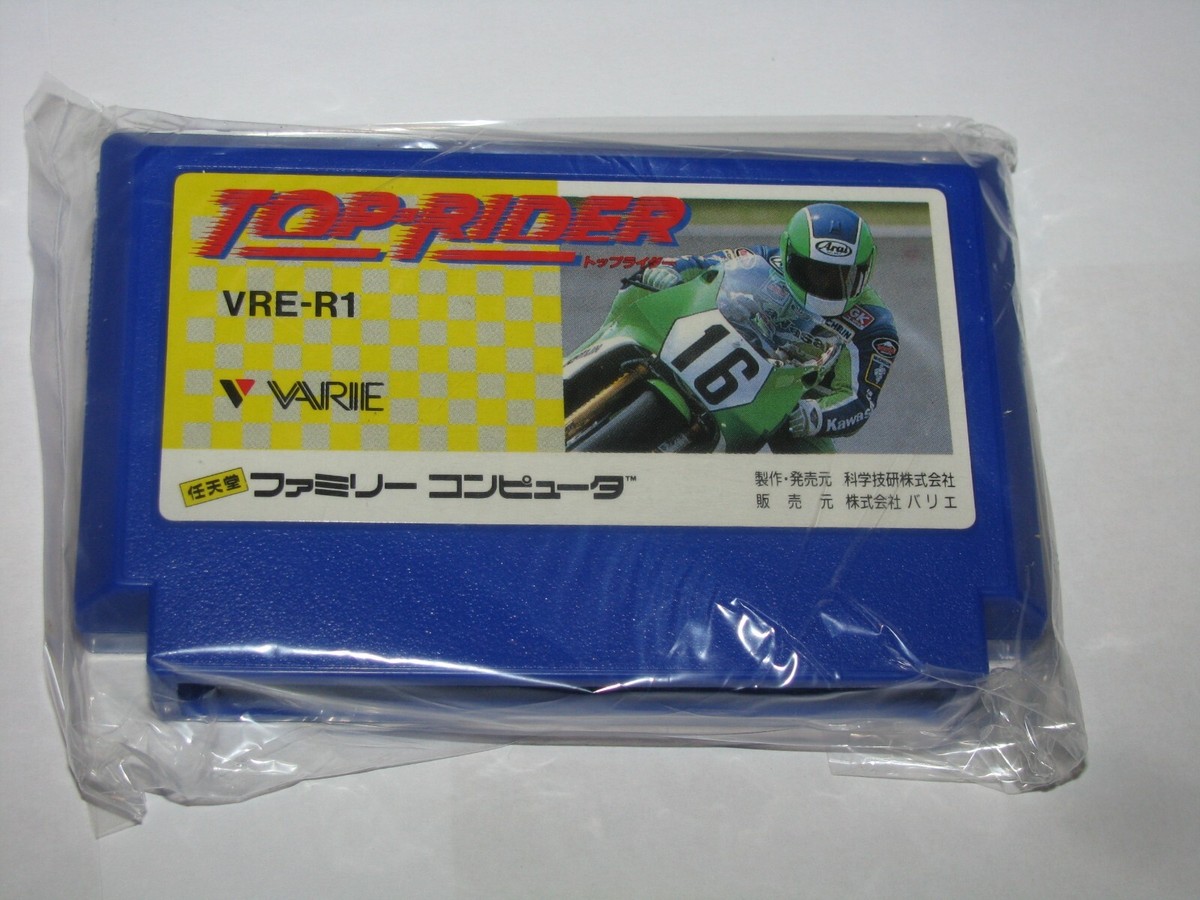 TOP-RIDER
トップライダー
VRE-R1
VARIE
Arai
16
Kawasaki
任天堂 ファミリー コンピュータ™
製作・発売元 科学技研株式会社
販売元 株式会社バリエ